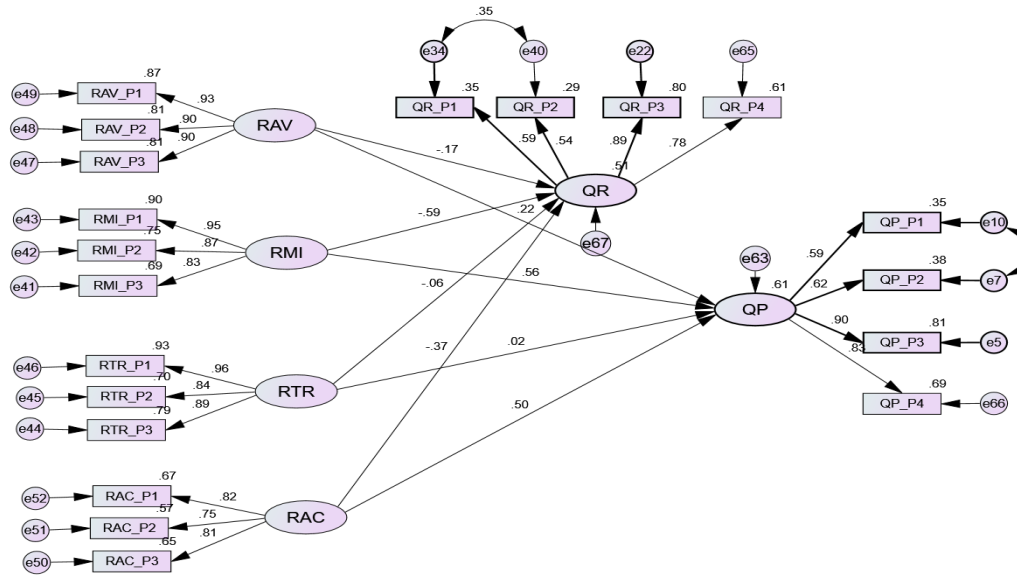 .35
e34
e40
e22
e65
.35
.29
.80
.61
QR_P1
QR_P2
QR_P3
QR_P4
.59
.54
.89
.78
.51
QR
e67
.87
e49
RAV_P1
.93
.81
e48
RAV_P2
.90
.81
e47
RAV_P3
.90
RAV
-.17
.22
.90
e43
RMI_P1
.95
.75
e42
RMI_P2
.87
.69
e41
RMI_P3
.83
RMI
-.59
.56
e63
.61
QP
.35
QP_P1
e10
.59
.38
QP_P2
e7
.62
.81
QP_P3
e5
.90
.83
.69
QP_P4
e66
.93
e46
RTR_P1
.96
.70
e45
RTR_P2
.84
.79
e44
RTR_P3
.89
RTR
-.06
.02
.67
e52
RAC_P1
.82
.57
e51
RAC_P2
.75
.65
e50
RAC_P3
.81
RAC
-.37
.50